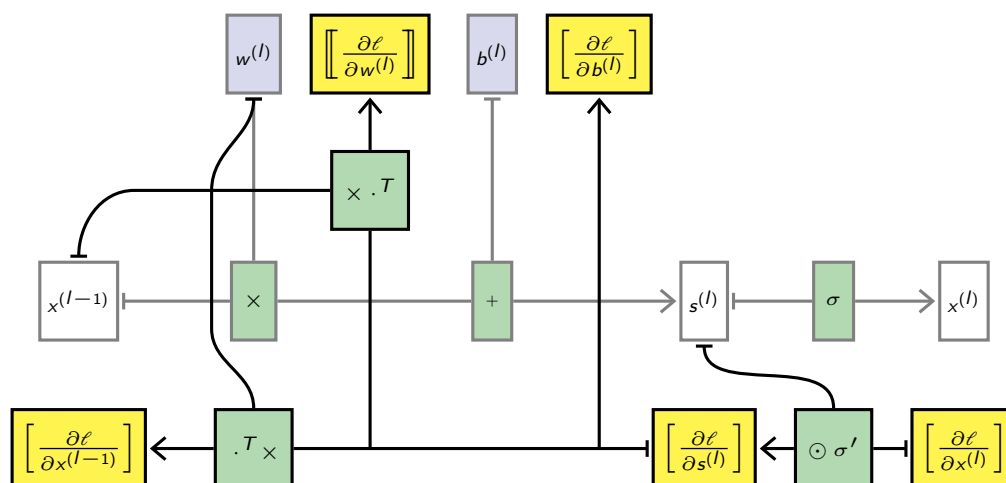 w^{(l)} [[ ∂ℓ/∂w^{(l)} ]] b^{(l)} [ ∂ℓ/∂b^{(l)} ]
× ·^T
x^{(l−1)} × + s^{(l)} σ x^{(l)}
[ ∂ℓ/∂x^{(l−1)} ] ·^T × [ ∂ℓ/∂s^{(l)} ] ⊙ σ′ [ ∂ℓ/∂x^{(l)} ]